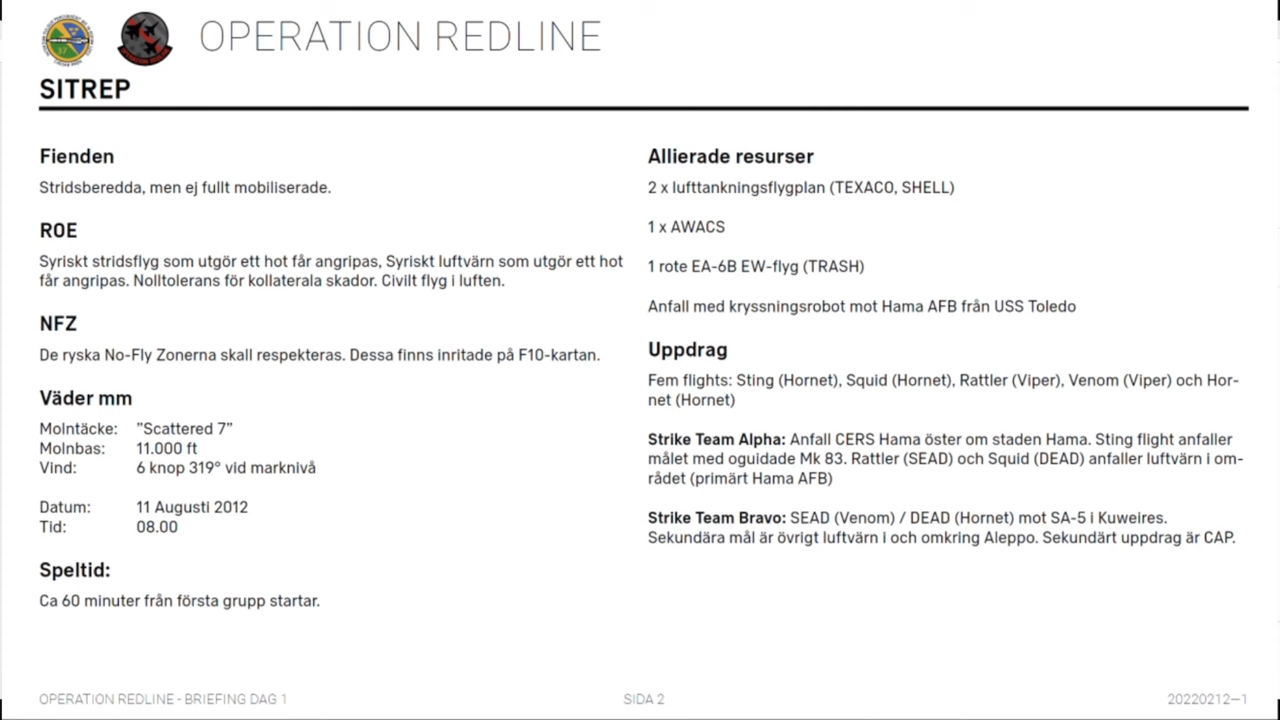 OPERATION REDLINE
SITREP
Fienden
Stridsberedda, men ej fullt mobiliserade.
ROE
Syriskt stridsflyg som utgör ett hot får angripas, Syriskt luftvärn som utgör ett hot
får angripas. Nolltolerans för kollaterala skador. Civilt flyg i luften.
NFZ
De ryska No-Fly Zonerna skall respekteras. Dessa finns inritade på F10-kartan.
Väder mm
Molntäcke: ”Scattered 7”
Molnbas: 11.000 ft
Vind: 6 knop 319° vid marknivå
Datum: 11 Augusti 2012
Tid: 08.00
Speltid:
Ca 60 minuter från första grupp startar.
Allierade resurser
2 x lufttankningsflygplan (TEXACO, SHELL)
1 x AWACS
1 rote EA-6B EW-flyg (TRASH)
Anfall med kryssningsrobot mot Hama AFB från USS Toledo
Uppdrag
Fem flights: Sting (Hornet), Squid (Hornet), Rattler (Viper), Venom (Viper) och Hor-
net (Hornet)
Strike Team Alpha: Anfall CERS Hama öster om staden Hama. Sting flight anfaller
målet med oguidade Mk 83. Rattler (SEAD) och Squid (DEAD) anfaller luftvärn i om-
rådet (primärt Hama AFB)
Strike Team Bravo: SEAD (Venom) / DEAD (Hornet) mot SA-5 i Kuweires.
Sekundära mål är övrigt luftvärn i och omkring Aleppo. Sekundärt uppdrag är CAP.
OPERATION REDLINE - BRIEFING DAG 1
SIDA 2
20220212—1